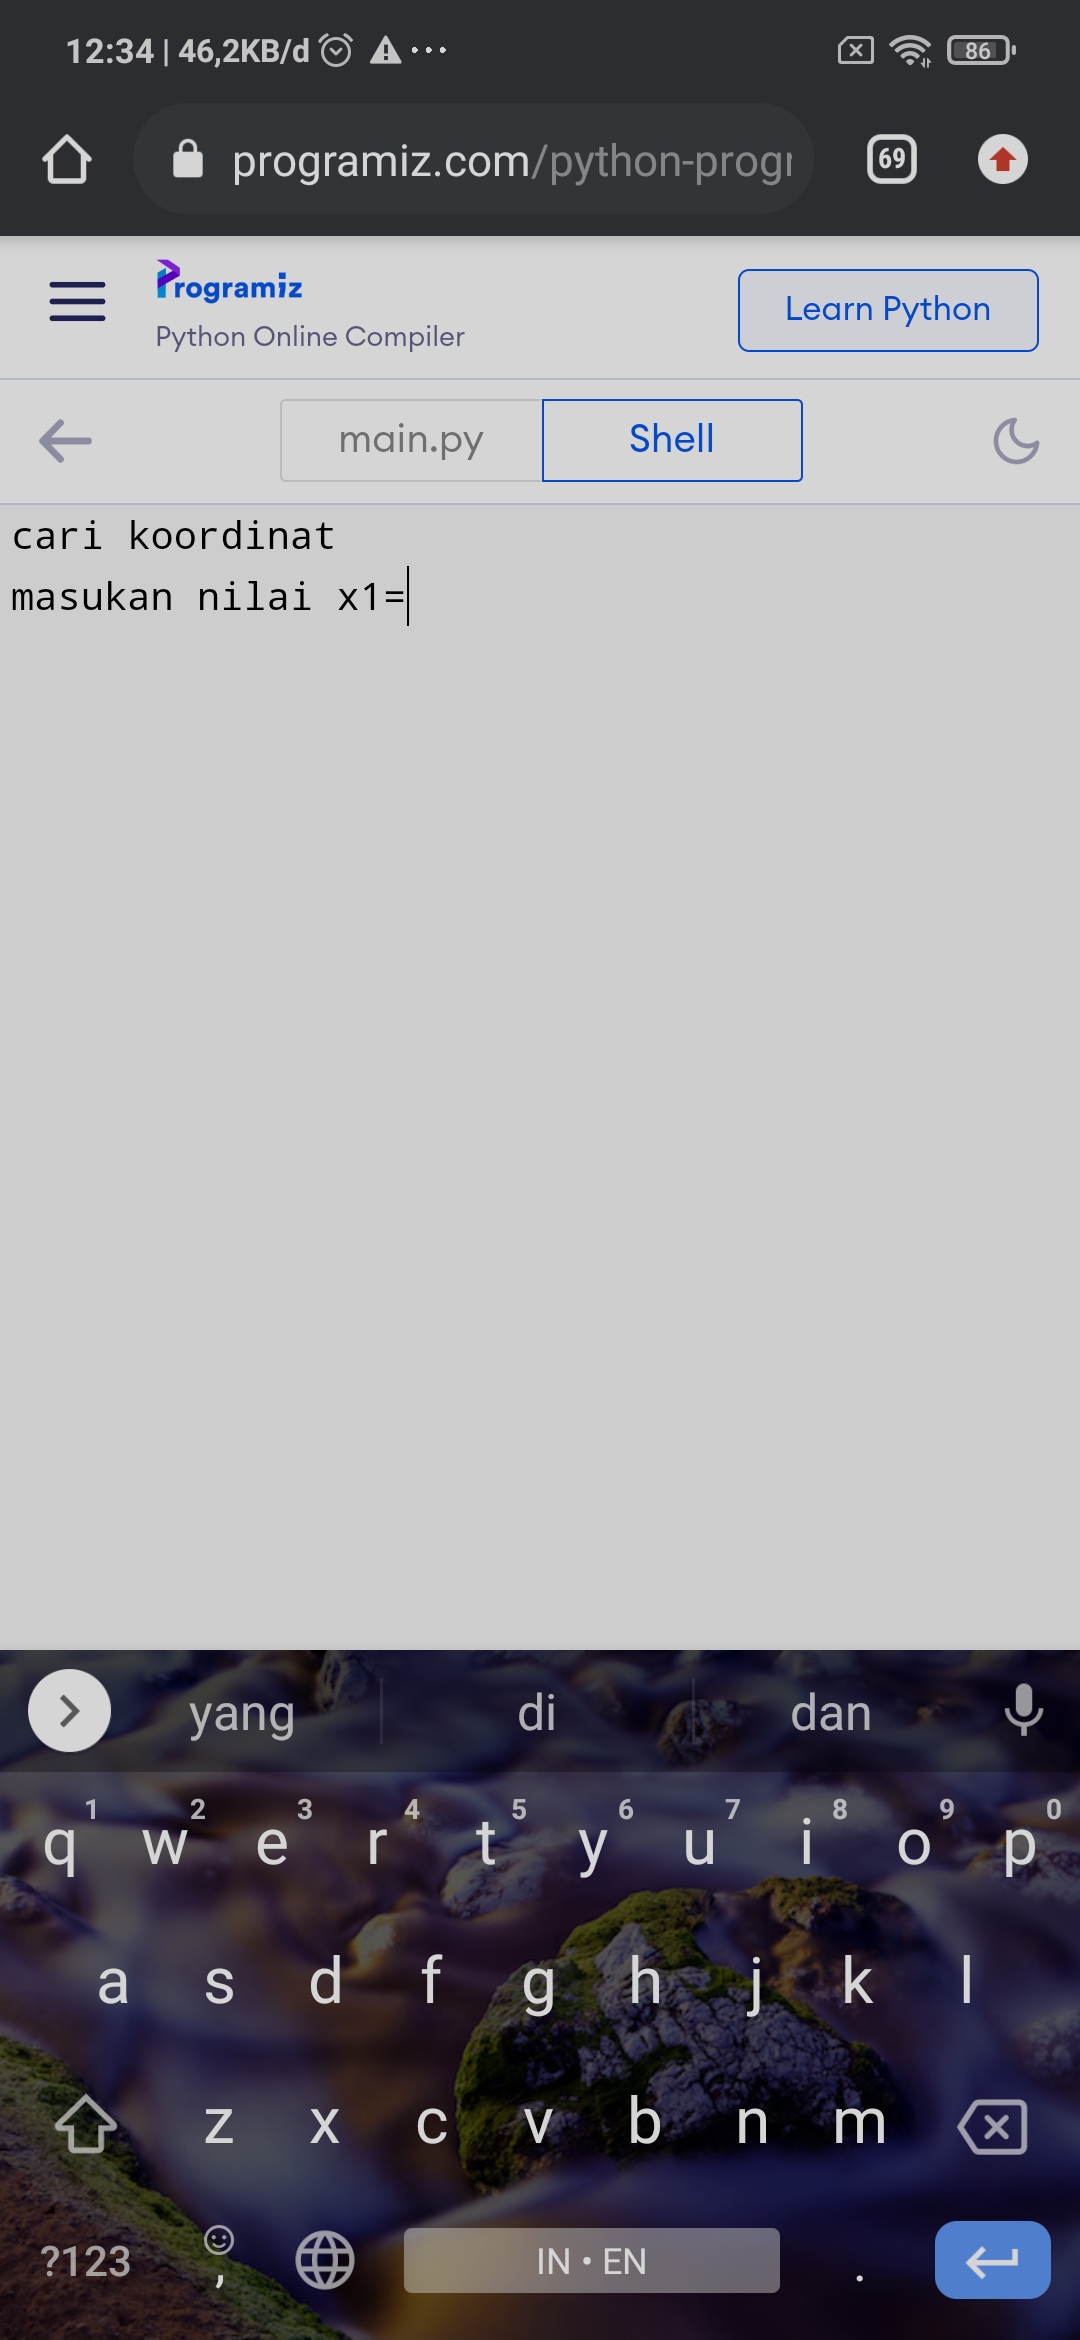 12:34 | 46,2KB/d
86
programiz.com/python-progr
69
Programiz
Python Online Compiler
Learn Python
main.py
Shell
cari koordinat
masukan nilai x1=
yang di dan
1 2 3 4 5 6 7 8 9 0
q w e r t y u i o p
a s d f g h j k l
z x c v b n m
?123 , IN • EN .